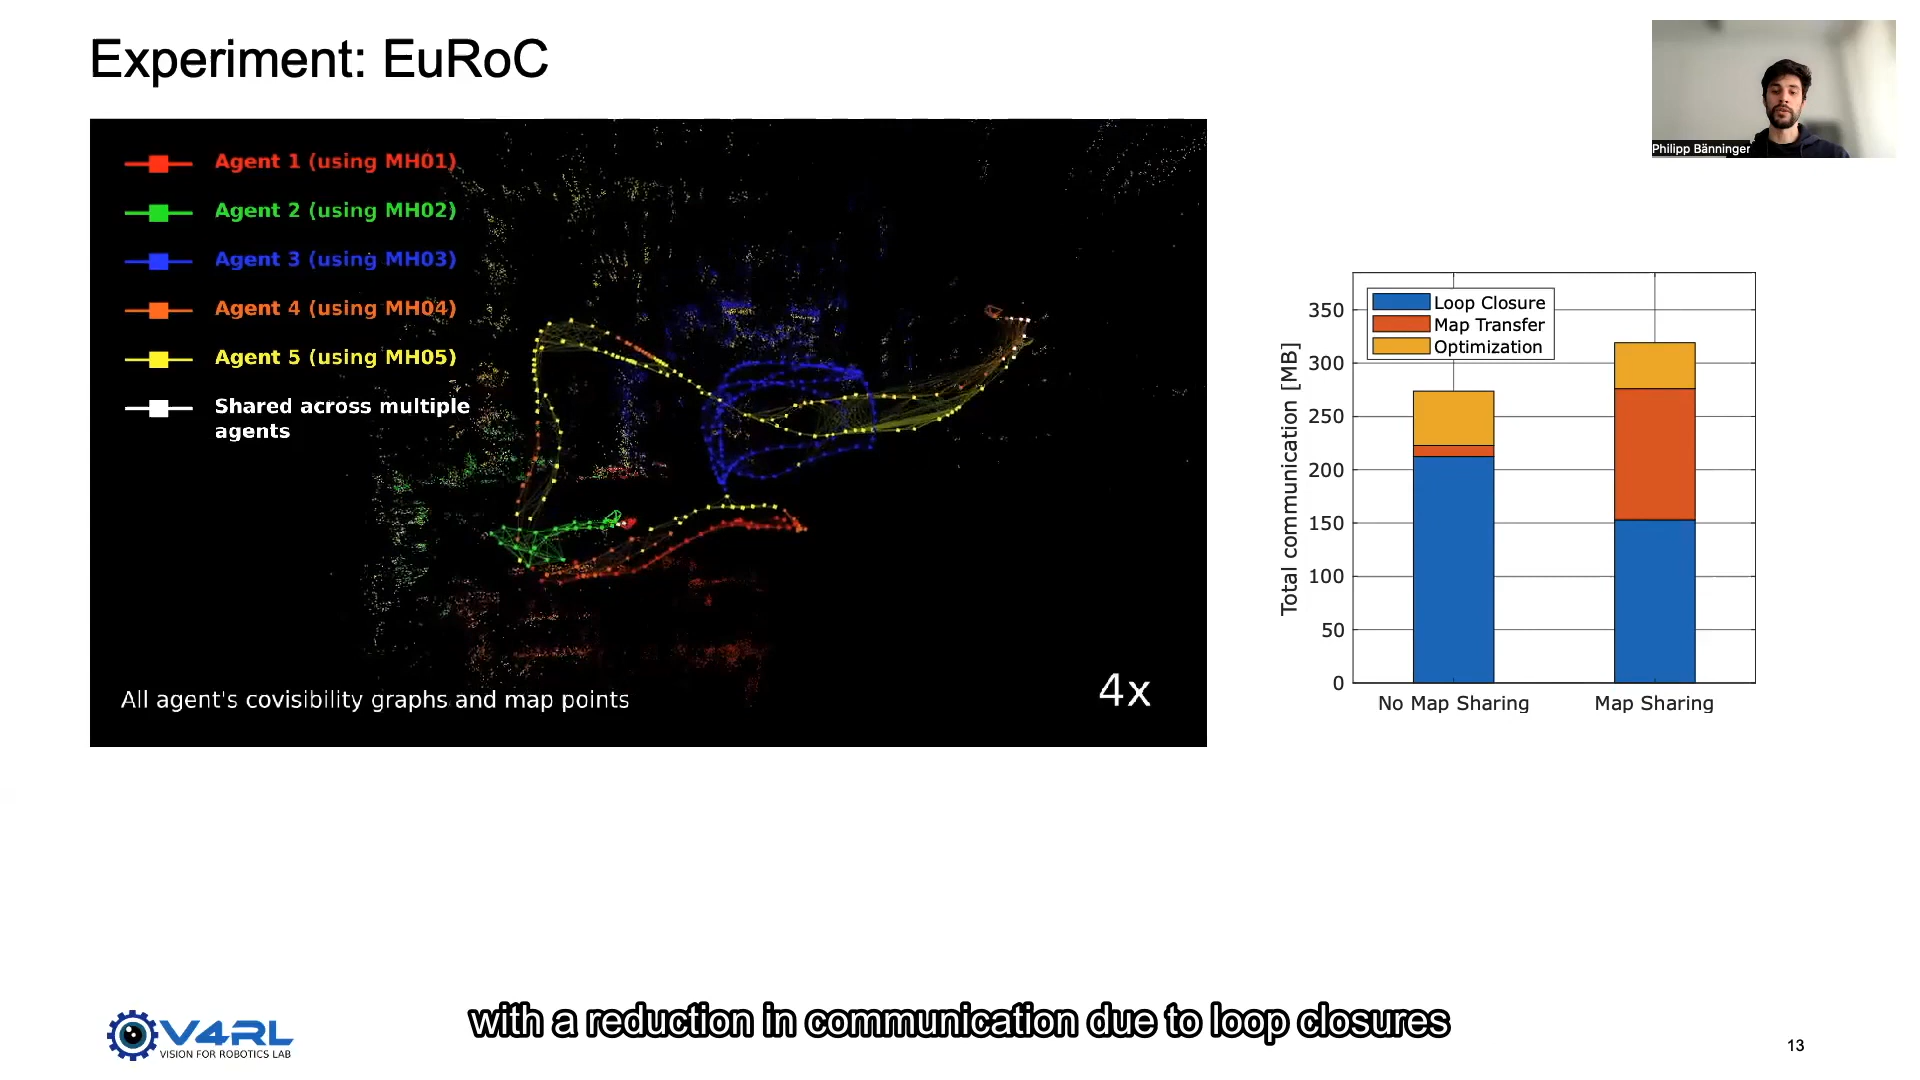 Experiment: EuRoC
Philipp Bänninger
Agent 1 (using MH01)
Agent 2 (using MH02)
Agent 3 (using MH03)
Agent 4 (using MH04)
Agent 5 (using MH05)
Shared across multiple
agents
All agent's covisibility graphs and map points
4x
Total communication [MB]
350
300
250
200
150
100
50
0
Loop Closure
Map Transfer
Optimization
No Map Sharing
Map Sharing
V4RL
VISION FOR ROBOTICS LAB
with a reduction in communication due to loop closures
13